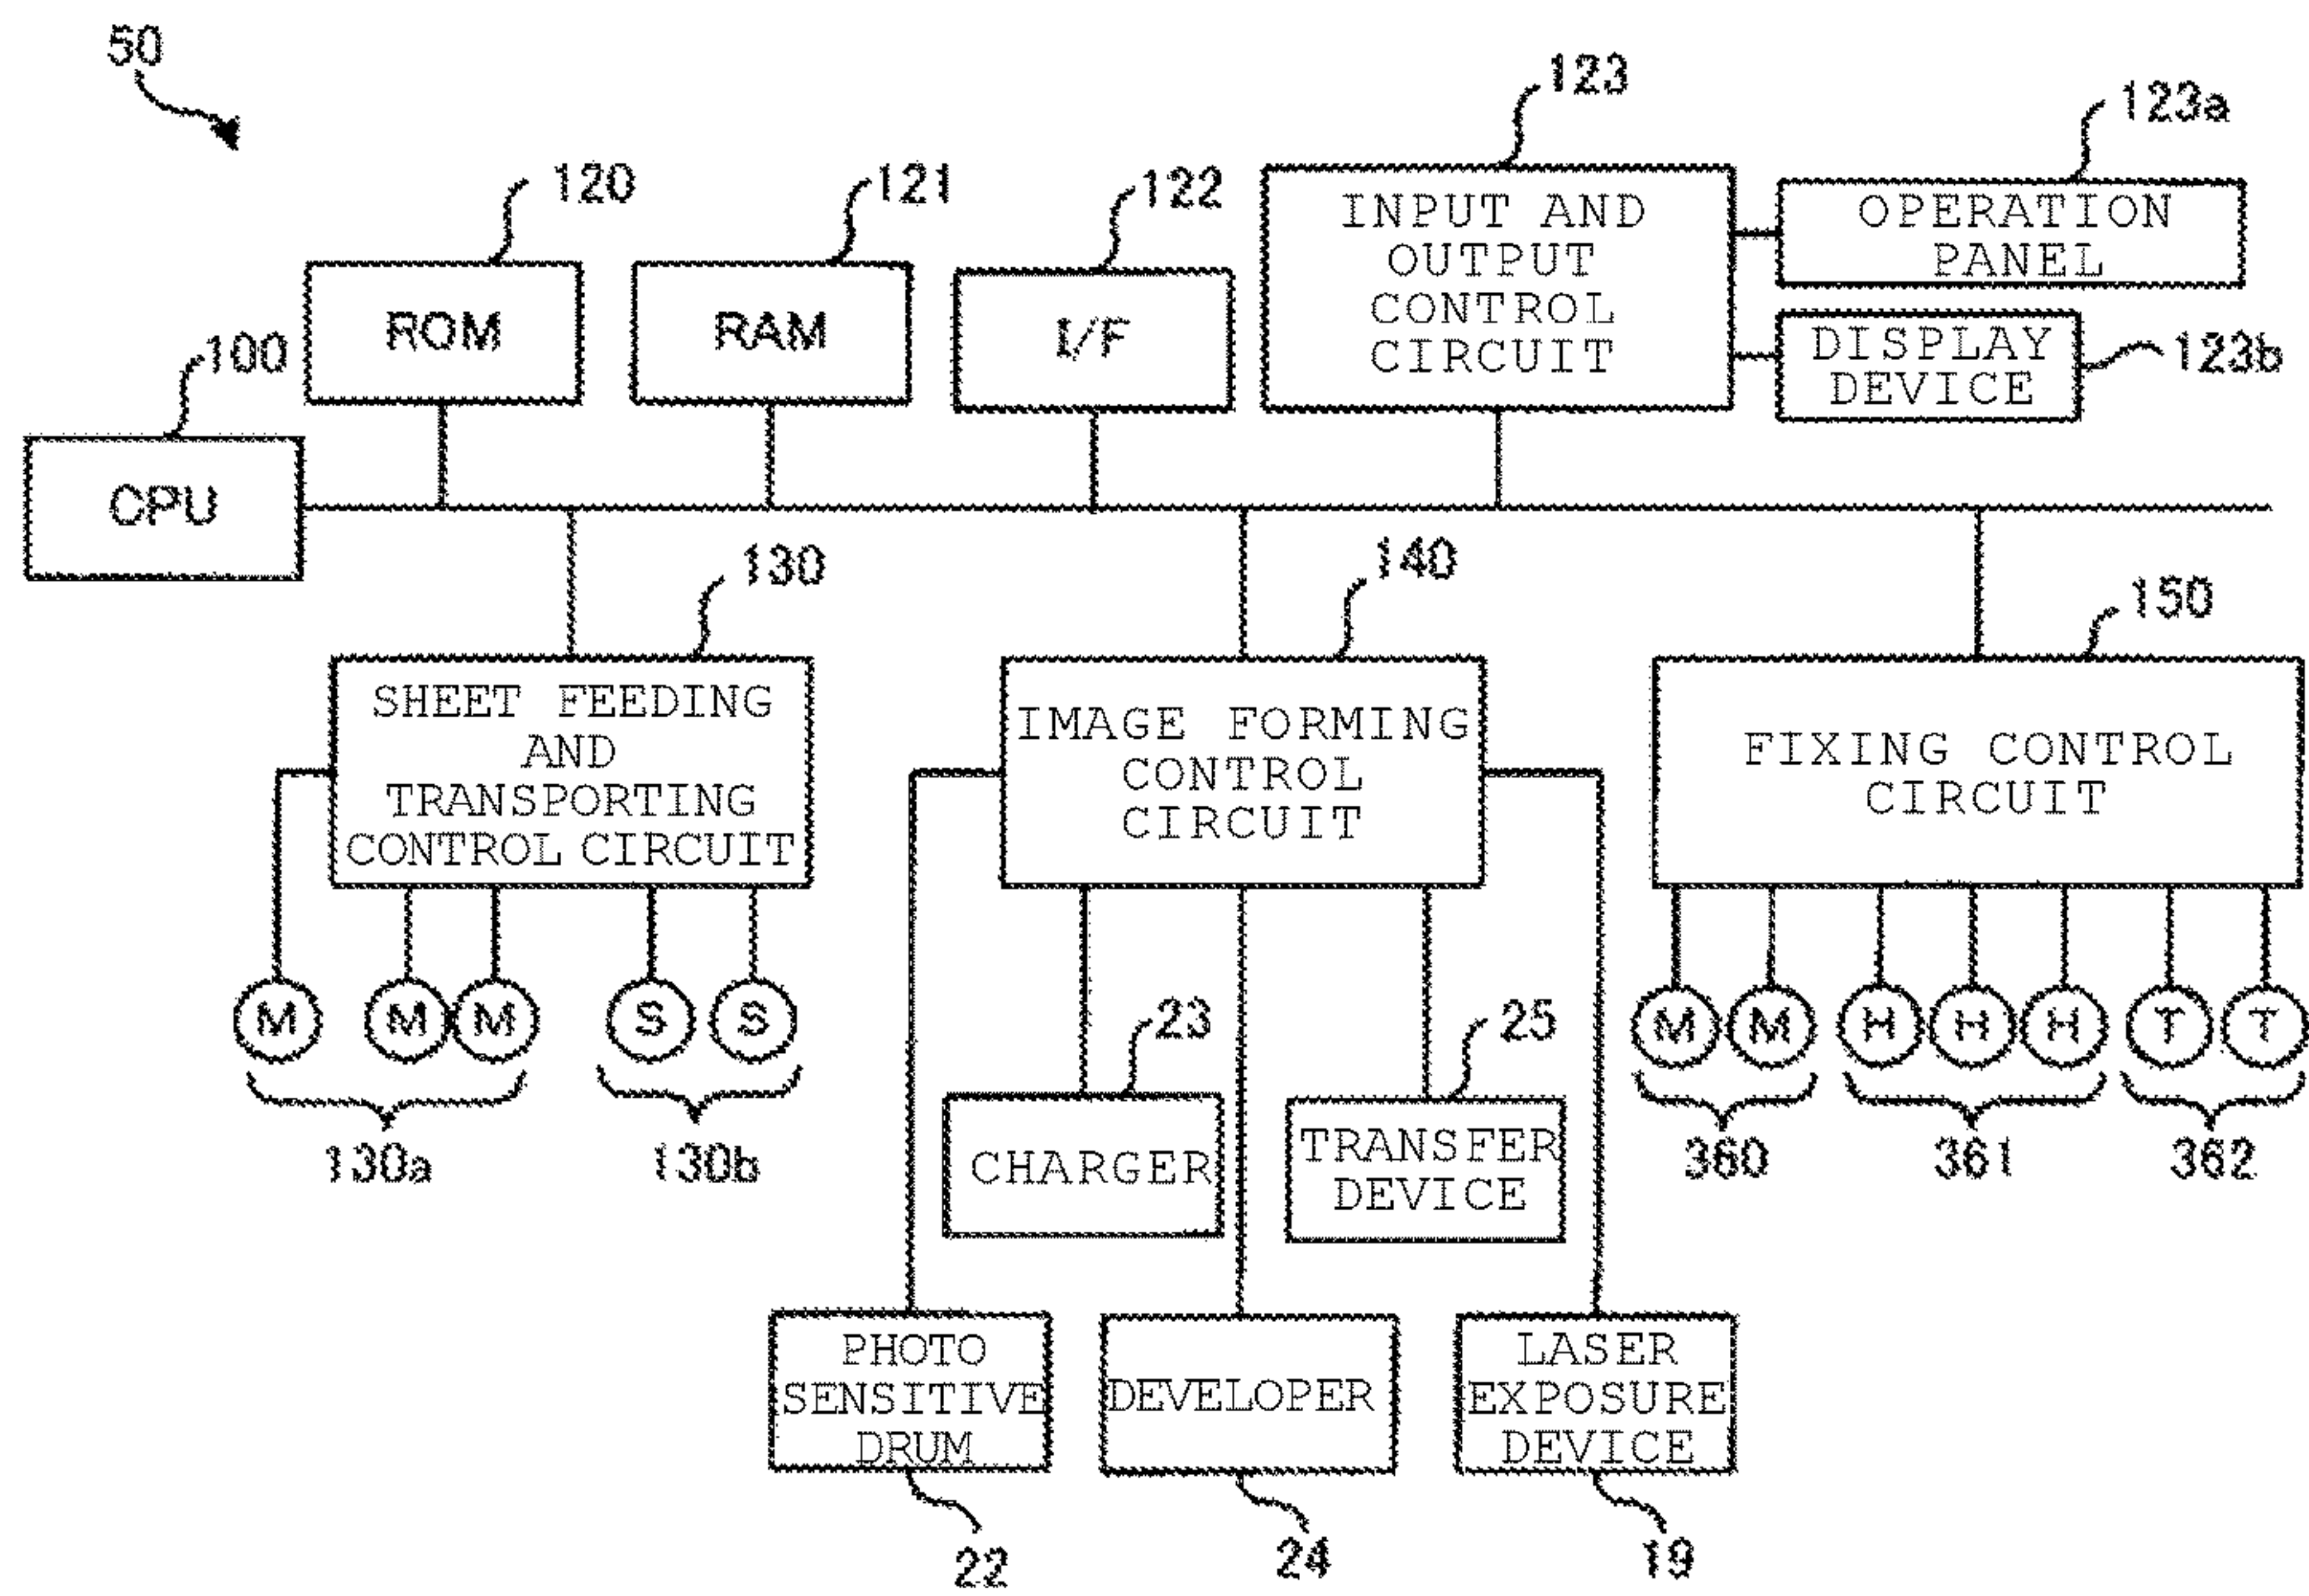 50
123
123a
120
121
122
INPUT AND
OUTPUT
CONTROL
CIRCUIT
OPERATION
PANEL
ROM
RAM
I/F
DISPLAY
DEVICE
123b
100
CPU
130
140
150
SHEET FEEDING
AND
TRANSPORTING
CONTROL CIRCUIT
IMAGE FORMING
CONTROL
CIRCUIT
FIXING CONTROL
CIRCUIT
M M M S S
M M H H H T T
130a
130b
23
25
360
361
362
CHARGER
TRANSFER
DEVICE
PHOTO
SENSITIVE
DRUM
DEVELOPER
LASER
EXPOSURE
DEVICE
22
24
19